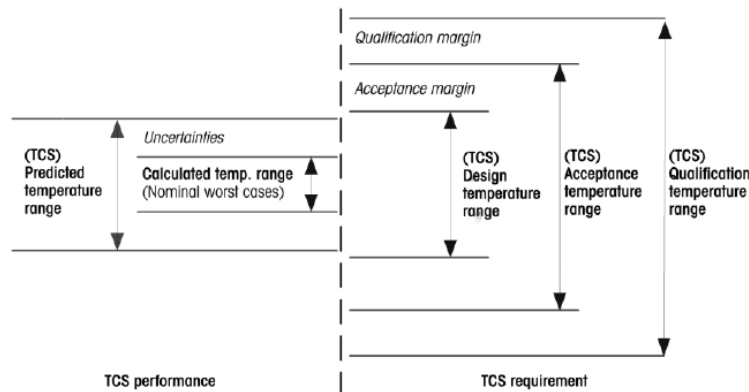 Qualification margin
Acceptance margin
Uncertainties
(TCS)
Predicted
temperature
range
Calculated temp. range
(Nominal worst cases)
(TCS)
Design
temperature
range
(TCS)
Acceptance
temperature
range
(TCS)
Qualification
temperature
range
TCS performance
TCS requirement